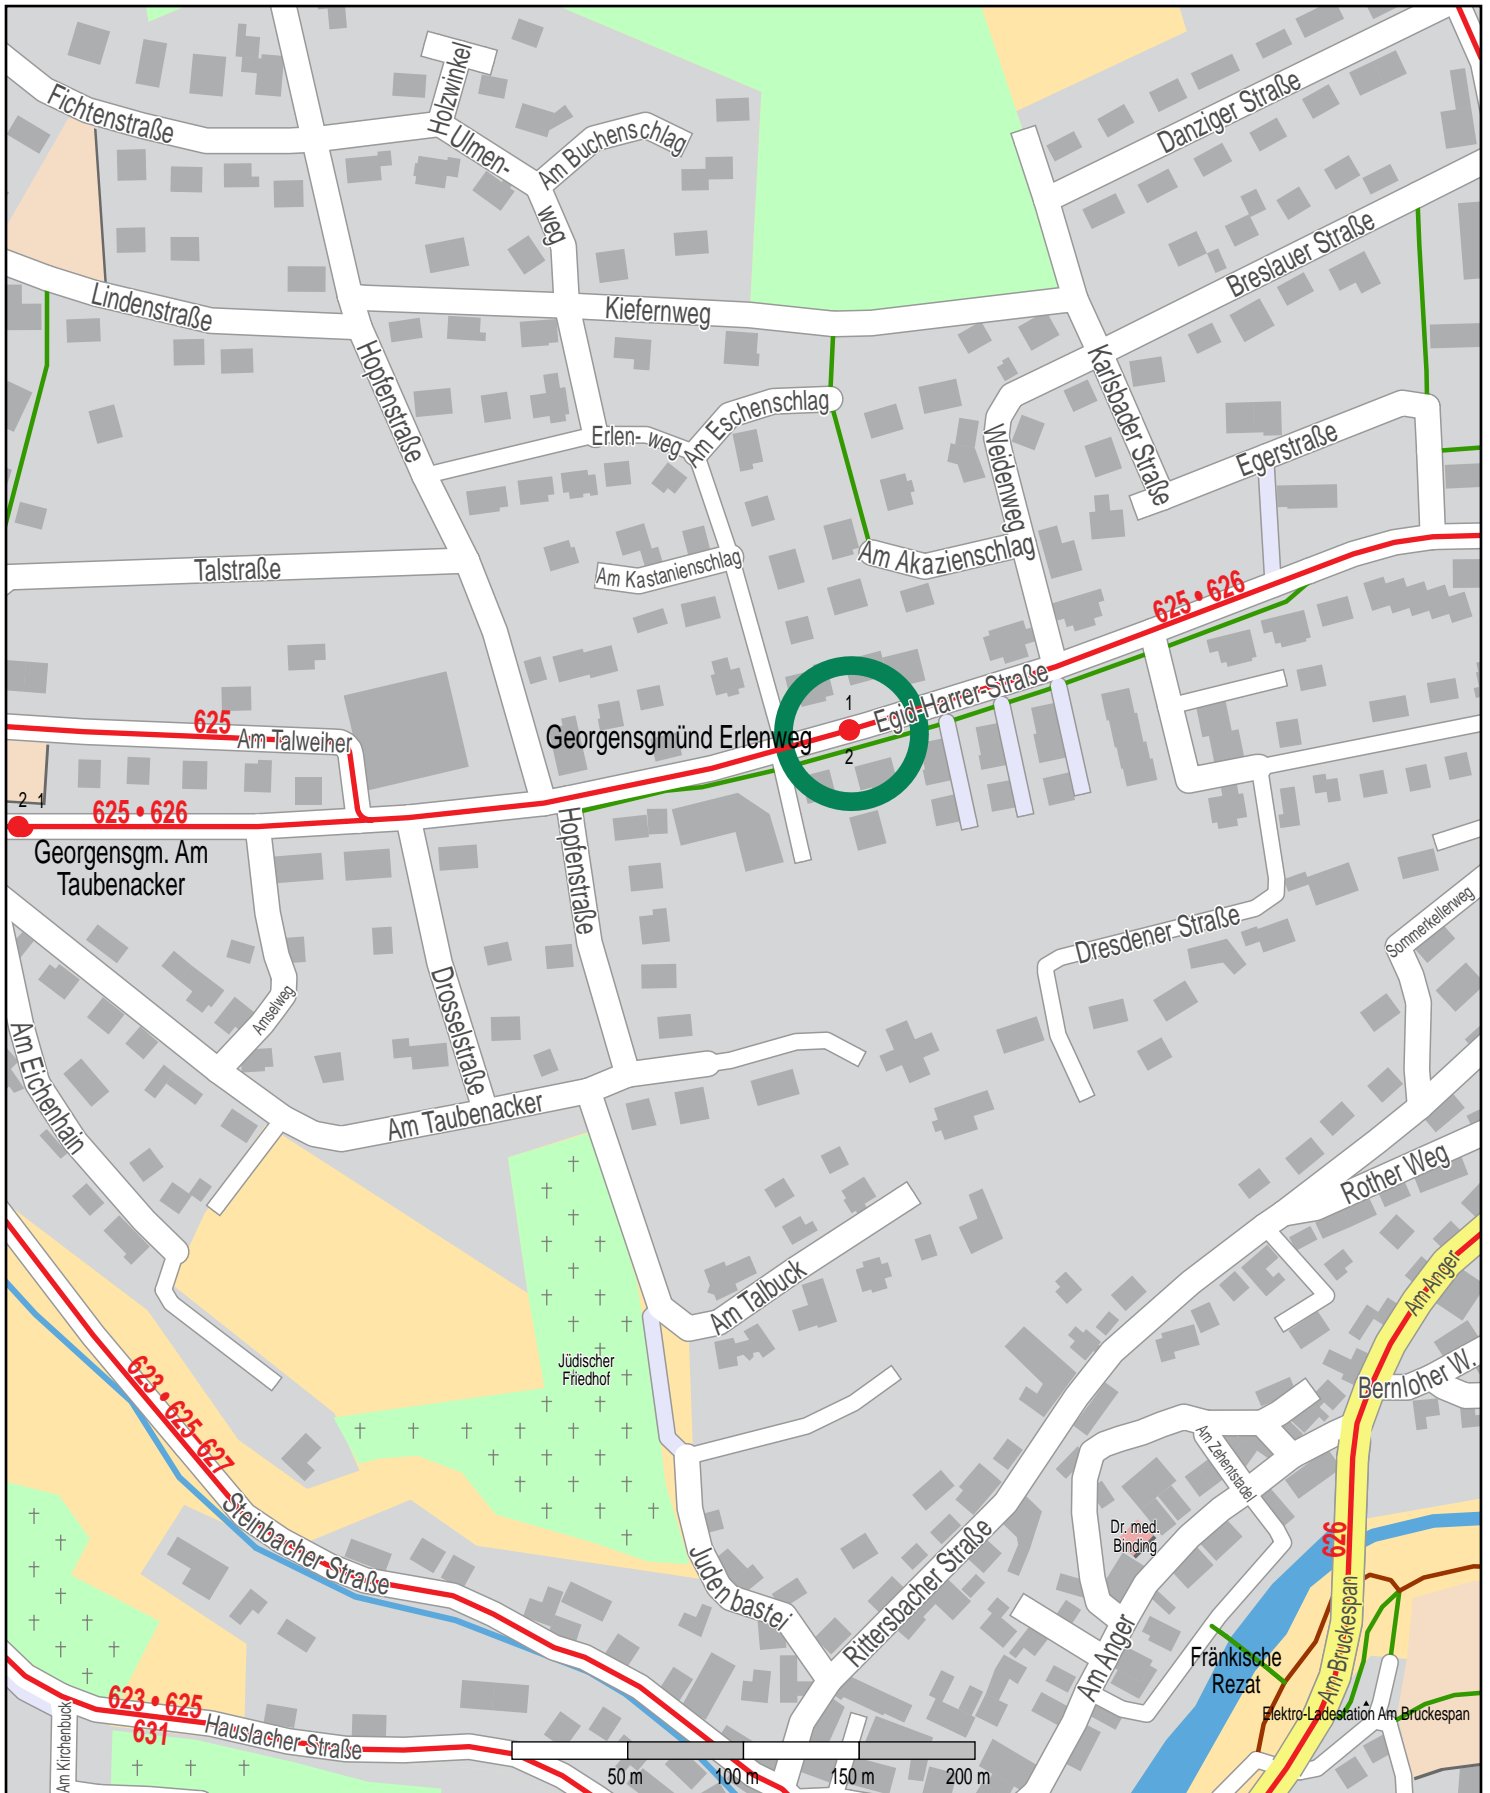 Holzwinkel
Fichtenstraße
Ulmen-
weg
Am Buchenschlag
Danziger Straße
Breslauer Straße
Lindenstraße
Kiefernweg
Hopfenstraße
Karlsbader Straße
Am Eschenschlag
Erlen- weg
Weidenweg
Egerstraße
Talstraße
Am Kastanienschlag
Am Akazienschlag
625 • 626
625
Am Talweiher
Georgensgmünd Erlenweg
1
2
Egid-Harrer-Straße
2 1
625 • 626
Georgensgm. Am
Taubenacker
Hopfenstraße
Drosselstraße
Amselweg
Am Eichenhain
Am Taubenacker
Dresdener Straße
Sommerkellerweg
Rother Weg
Am Talbuck
Jüdischer
Friedhof
Am Anger
Bernloher W.
623 • 625
627
Steinbacher Straße
Am Zehentstadel
Dr. med.
Binding
626
Judenbastei
Rittersbacher Straße
Am Anger
Am Bruckespan
Fränkische
Rezat
Elektro-Ladestation Am Bruckespan
623 • 625
631
Hauslacher Straße
Am Kirchenbuck
50 m
100 m
150 m
200 m